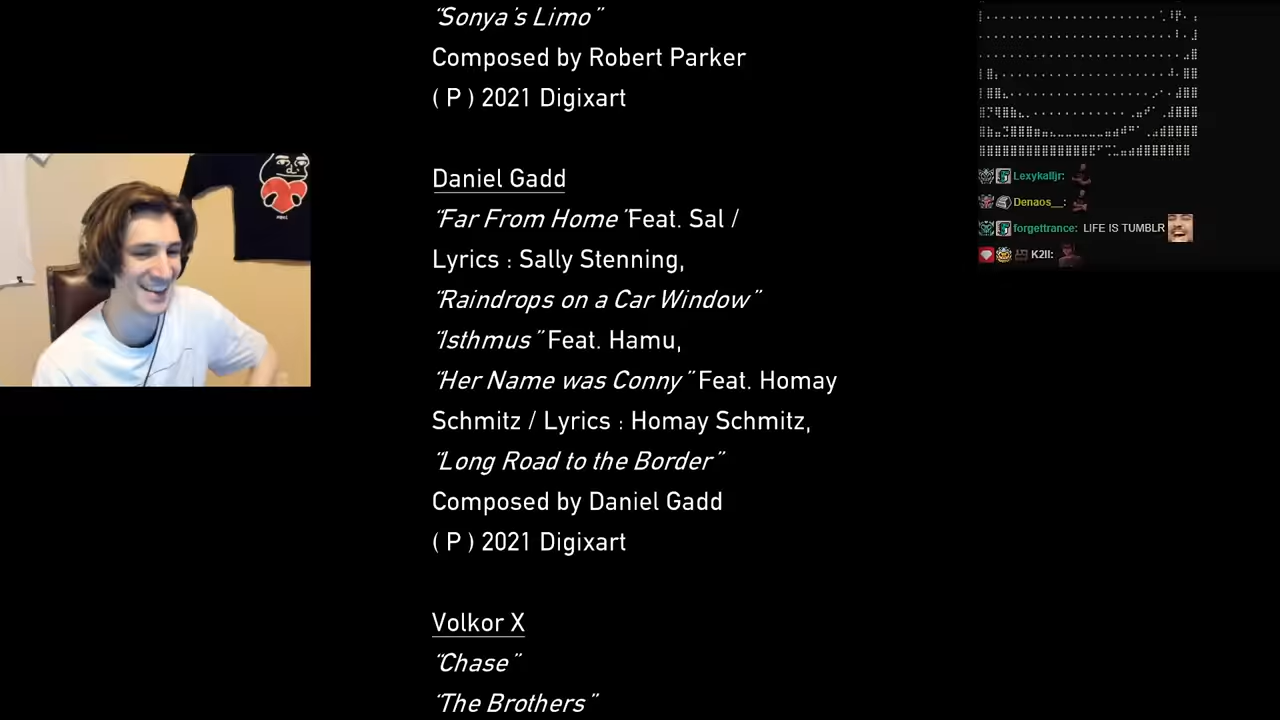 “Sonya’s Limo”
Composed by Robert Parker
( P ) 2021 Digixart
Daniel Gadd
“Far From Home” Feat. Sal /
Lyrics : Sally Stenning,
“Raindrops on a Car Window”
“Isthmus” Feat. Hamu,
“Her Name was Conny” Feat. Homay
Schmitz / Lyrics : Homay Schmitz,
“Long Road to the Border”
Composed by Daniel Gadd
( P ) 2021 Digixart
Volkor X
“Chase”
“The Brothers”
Lexykalljr:
Denaos__:
forgettrance: LIFE IS TUMBLR
K2II: